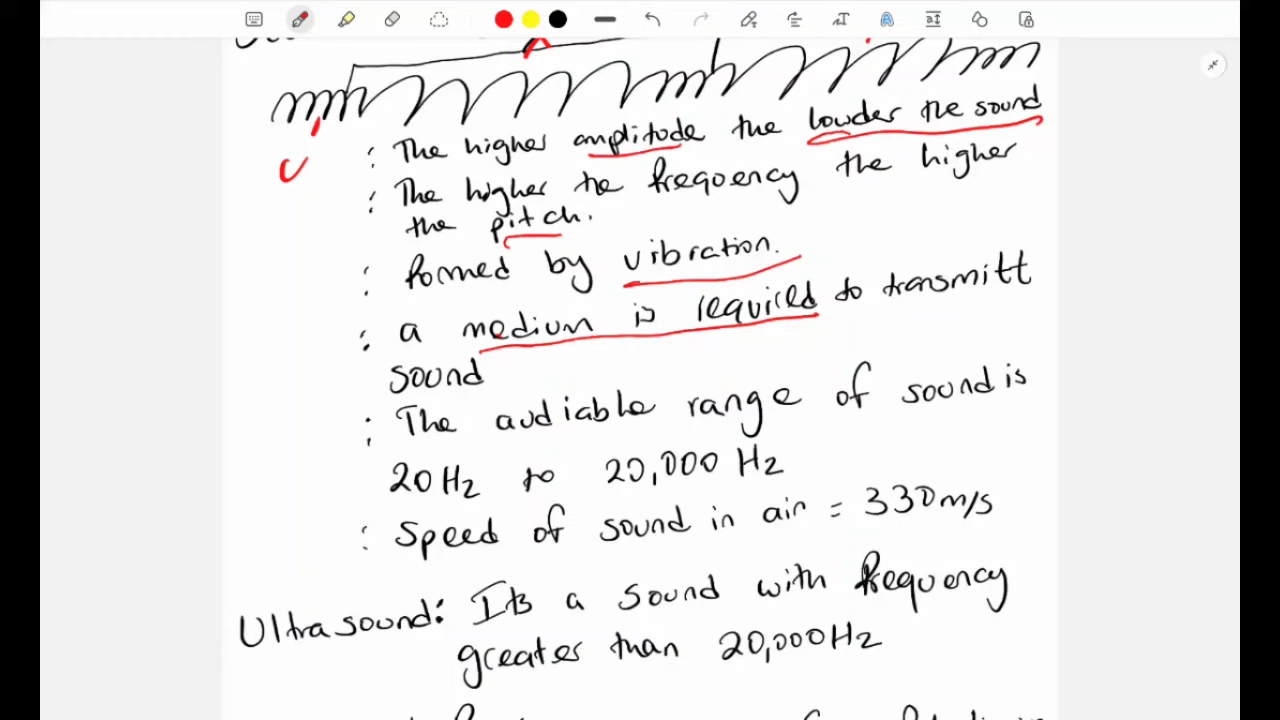 : The higher amplitude the lowder the sound
: The higher the frequency the higher
the pitch.
: formed by vibration.
: a medium is required to transmitt
sound
: The audiable range of sound is
20Hz to 20,000 Hz
: Speed of sound in air = 330m/s
Ultrasound: Its a sound with frequency
greater than 20,000Hz